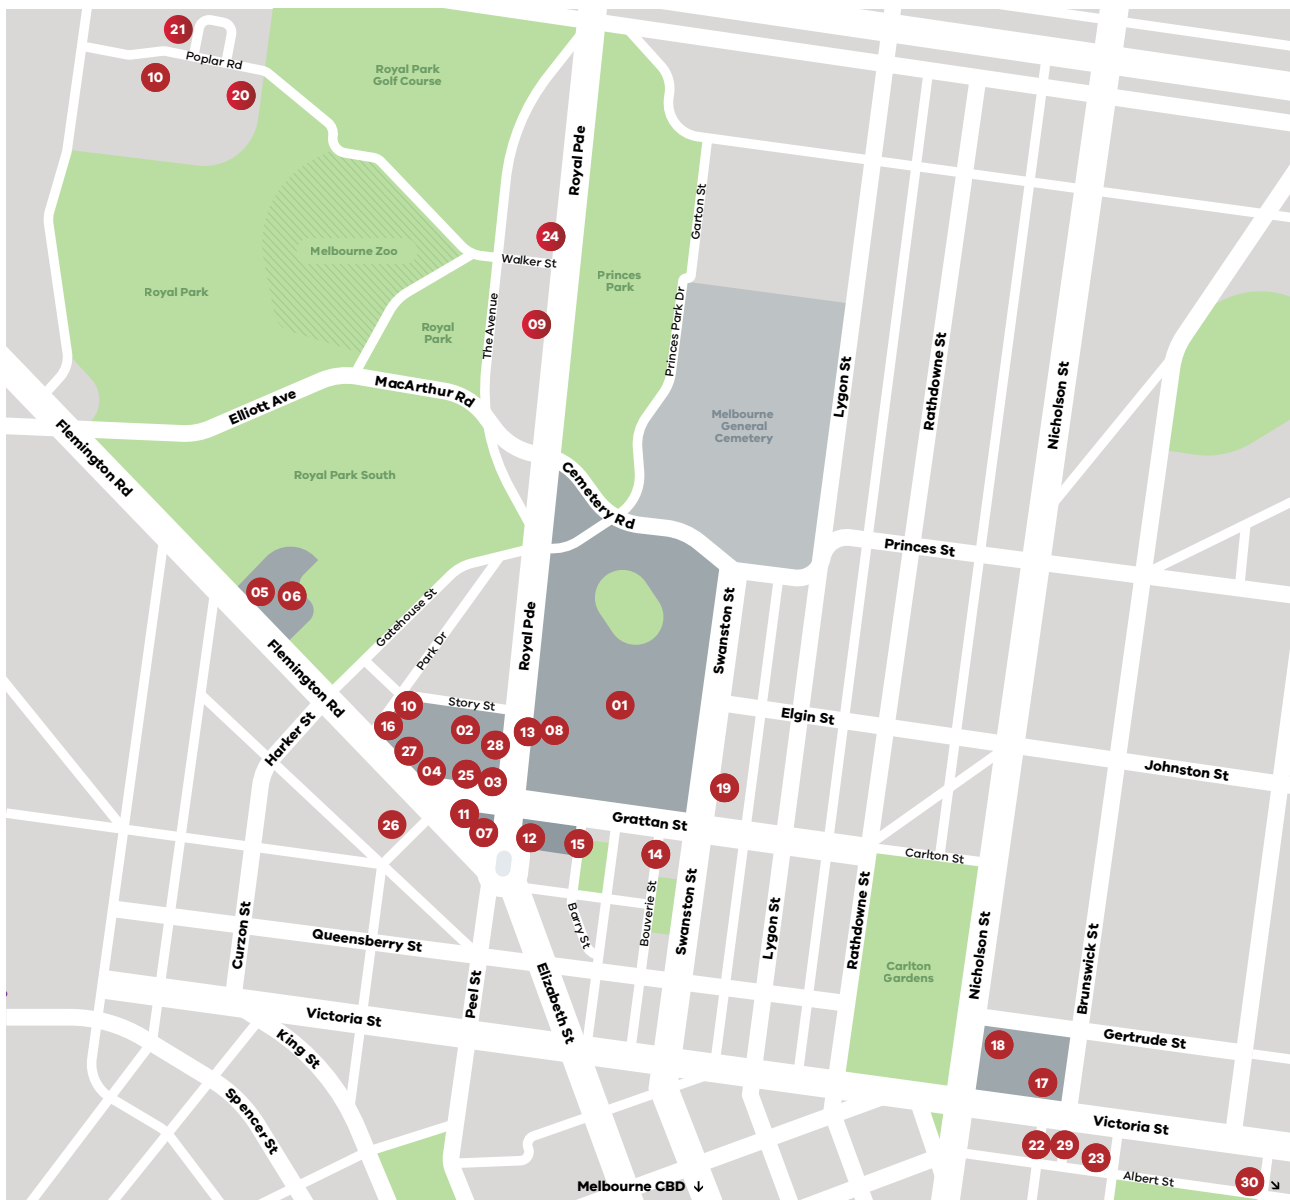 21
Poplar Rd
10
20
Royal Park
Golf Course
Royal Pde
Garton St
24
Walker St
Melbourne Zoo
Princes
Park
Royal Park
09
The Avenue
Royal
Park
Princes Park Dr
Lygon St
Rathdowne St
Nicholson St
MacArthur Rd
Elliott Ave
Melbourne
General
Cemetery
Flemington Rd
Royal Park South
Cemetery Rd
Princes St
05
06
Gatehouse St
Park Dr
Royal Pde
Swanston St
Flemington Rd
Harker St
10
Story St
01
16
02
13
08
28
27
04
25
03
Elgin St
Johnston St
19
11
07
26
12
15
14
Grattan St
Carlton St
Curzon St
Queensberry St
Barry St
Bouverie St
Swanston St
Lygon St
Rathdowne St
Nicholson St
Brunswick St
Carlton
Gardens
Peel St
Elizabeth St
Victoria St
King St
Spencer St
18
17
Gertrude St
Victoria St
22
29
23
Albert St
30
Melbourne CBD ↓